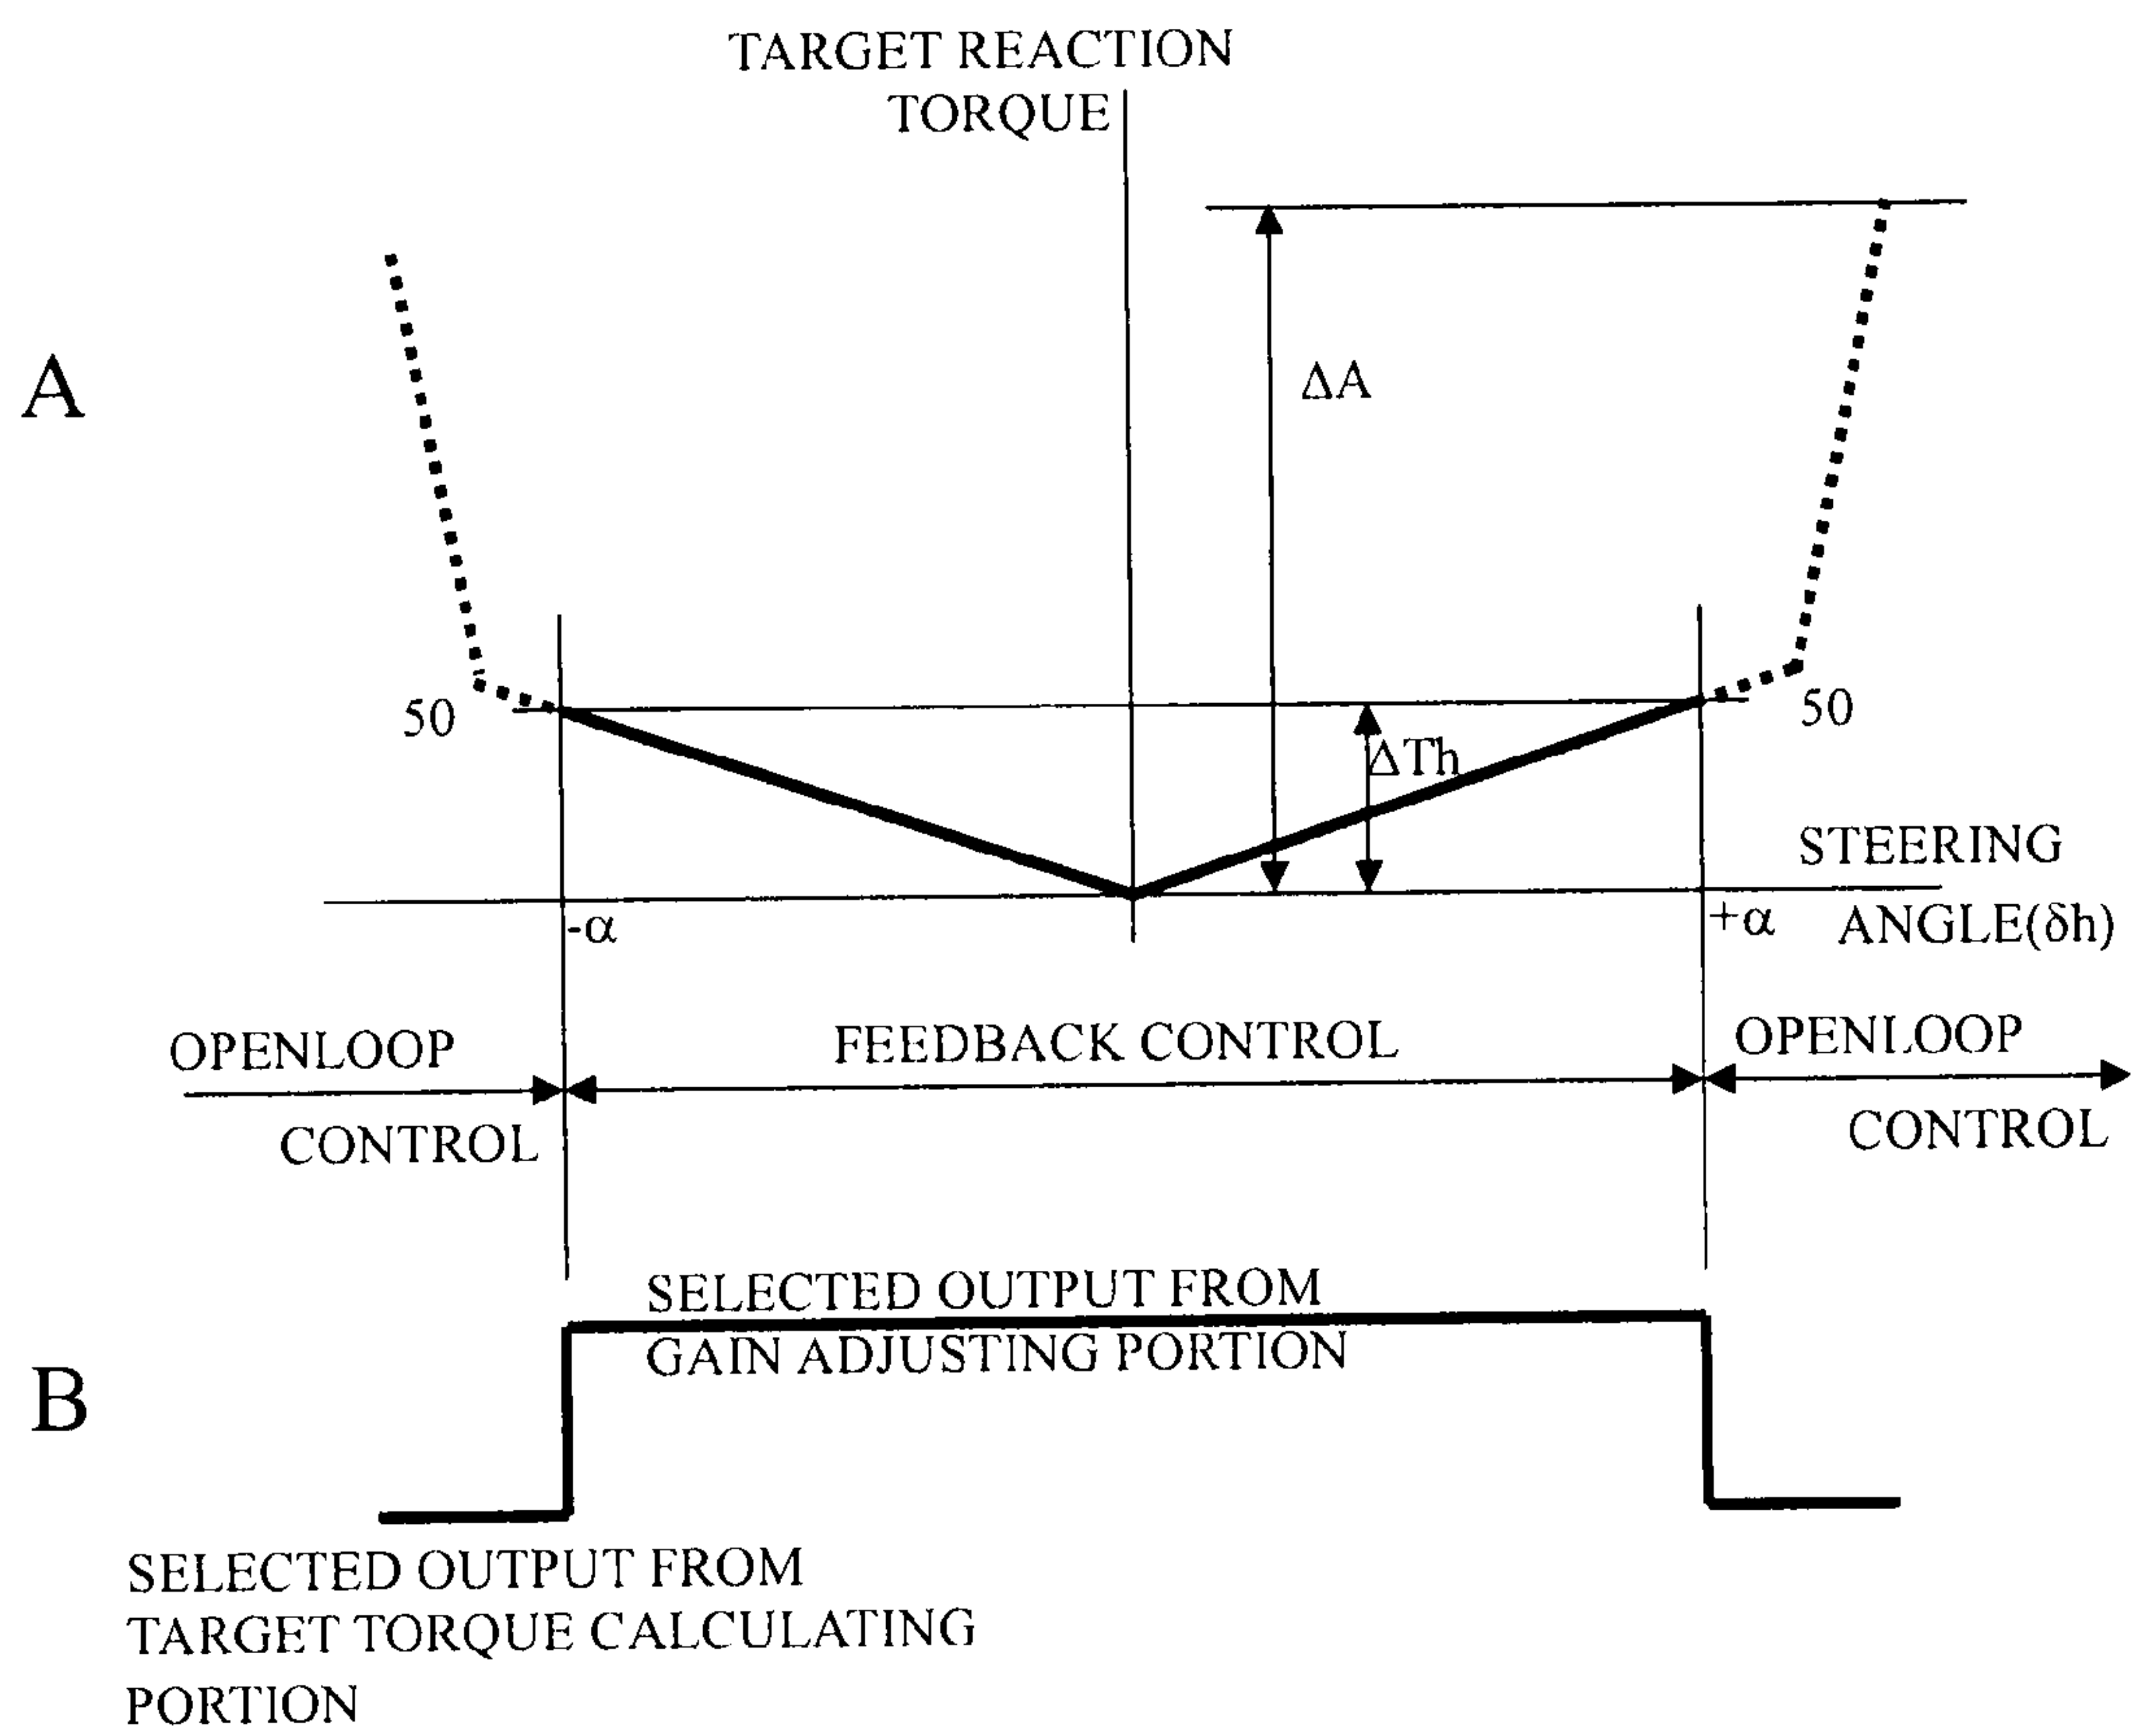 TARGET REACTION
TORQUE
A
ΔA
50
50
ΔTh
STEERING
ANGLE(δh)
-α
+α
OPENLOOP
CONTROL
FEEDBACK CONTROL
OPENLOOP
CONTROL
B
SELECTED OUTPUT FROM
GAIN ADJUSTING PORTION
SELECTED OUTPUT FROM
TARGET TORQUE CALCULATING
PORTION